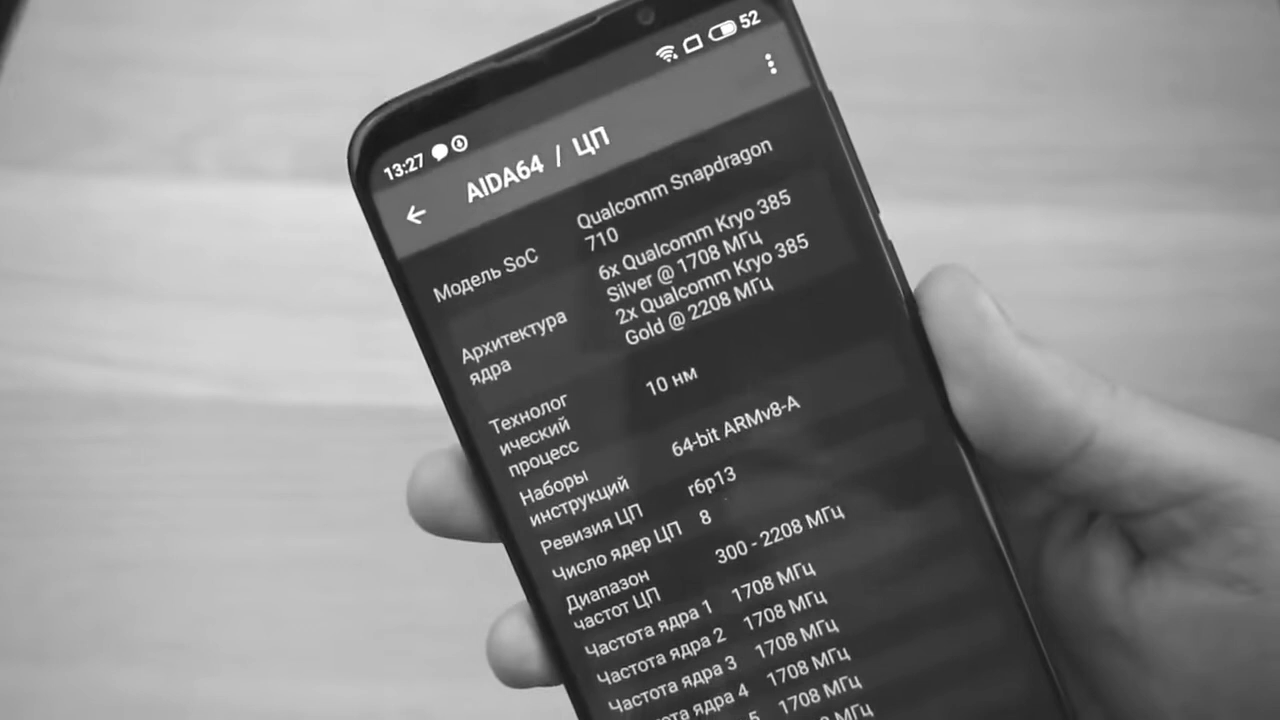 13:27 52
AIDA64 / ЦП
Модель SoC Qualcomm Snapdragon
710
Архитектура
ядра
6x Qualcomm Kryo 385
Silver @ 1708 МГц
2x Qualcomm Kryo 385
Gold @ 2208 МГц
Технолог
ический
процесс
10 нм
Наборы
инструкций
64-bit ARMv8-A
Ревизия ЦП r6p13
Число ядер ЦП 8
Диапазон
частот ЦП
300 - 2208 МГц
Частота ядра 1 1708 МГц
Частота ядра 2 1708 МГц
Частота ядра 3 1708 МГц
Частота ядра 4 1708 МГц
5 1708 МГц